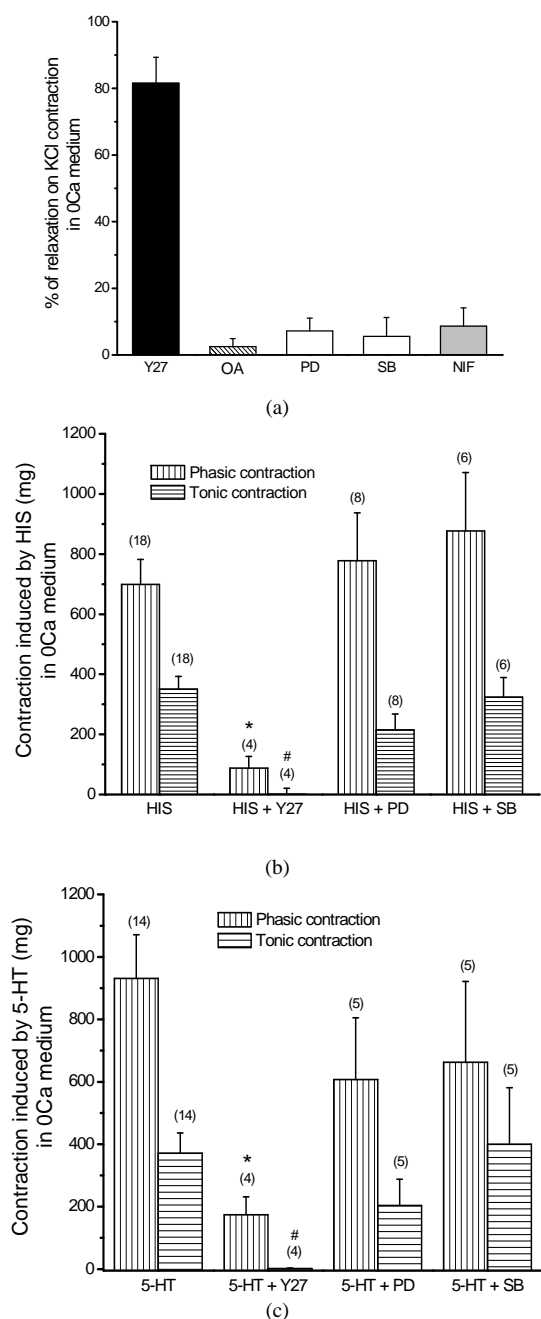 100
80
60
40
20
0
% of relaxation on KCl contraction
in 0Ca medium
Y27 OA PD SB NIF
(a)
1200
1000
800
600
400
200
0
Contraction induced by HIS (mg)
in 0Ca medium
Phasic contraction
Tonic contraction
(18)
(18)
*
(4)
#
(4)
(8)
(8)
(6)
(6)
HIS HIS + Y27 HIS + PD HIS + SB
(b)
1200
1000
800
600
400
200
0
Contraction induced by 5-HT (mg)
in 0Ca medium
Phasic contraction
Tonic contraction
(14)
(14)
*
(4)
#
(4)
(5)
(5)
(5)
(5)
5-HT 5-HT + Y27 5-HT + PD 5-HT + SB
(c)